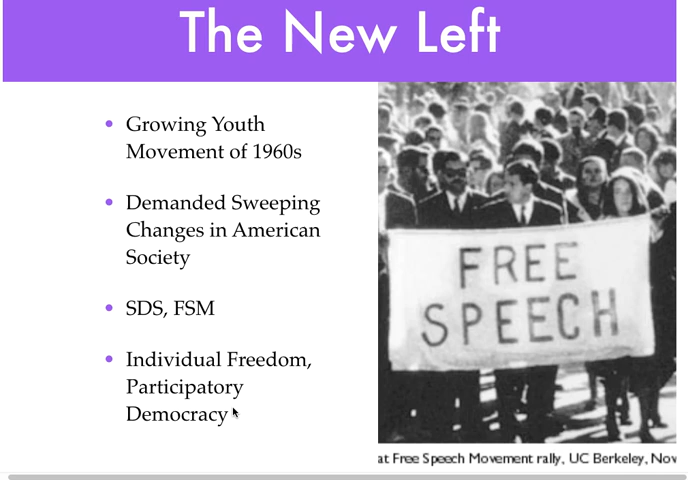 The New Left
Growing Youth
Movement of 1960s
Demanded Sweeping
Changes in American
Society
SDS, FSM
Individual Freedom,
Participatory
Democracy
FREE
SPEECH
at Free Speech Movement rally, UC Berkeley, Nov